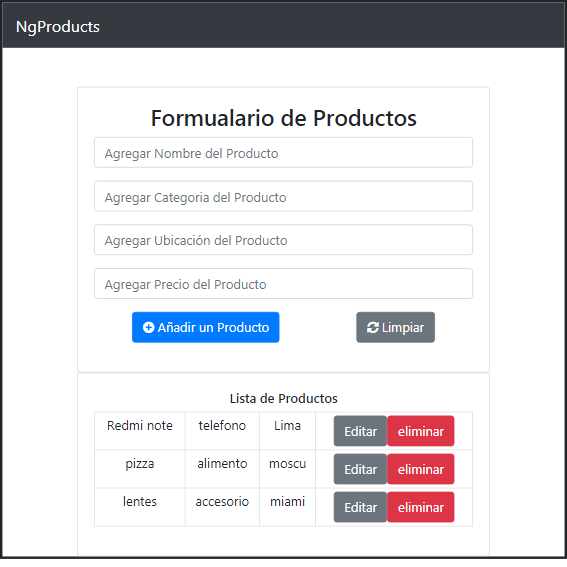 NgProducts
Formualario de Productos
Agregar Nombre del Producto
Agregar Categoria del Producto
Agregar Ubicación del Producto
Agregar Precio del Producto
Añadir un Producto Limpiar
Lista de Productos
Redmi note telefono Lima Editar eliminar
pizza alimento moscu Editar eliminar
lentes accesorio miami Editar eliminar